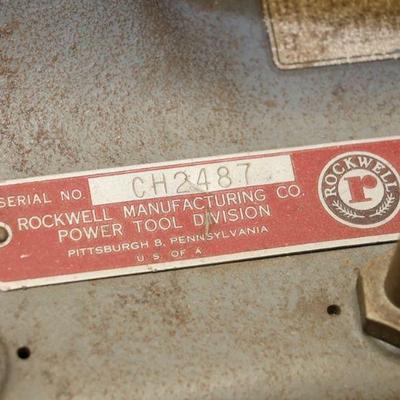 SERIAL NO. CH2487
ROCKWELL MANUFACTURING CO.
POWER TOOL DIVISION
PITTSBURGH 8, PENNSYLVANIA
U. S. OF A.
ROCKWELL
r